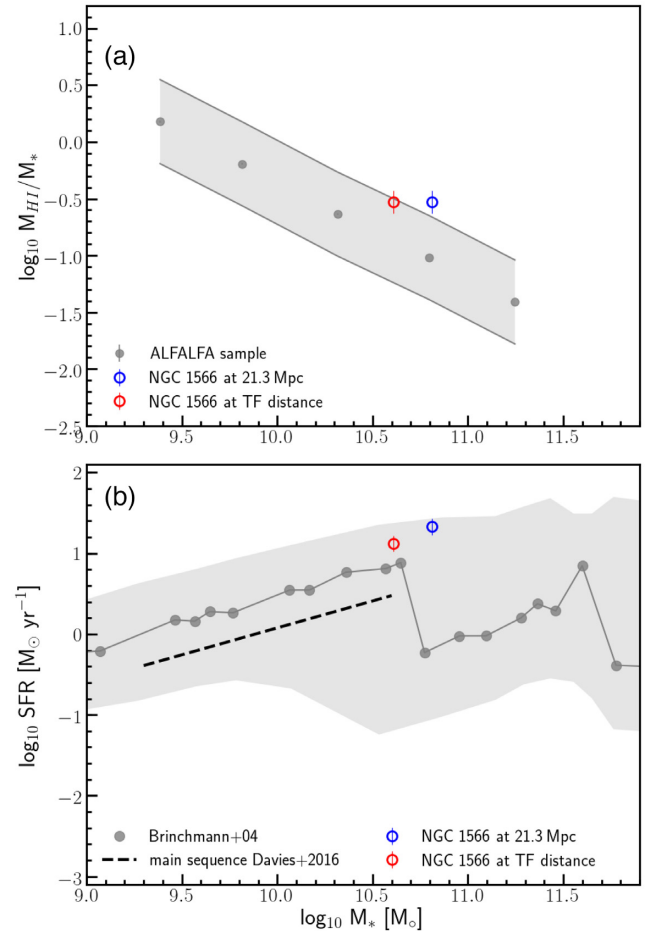 (a)
1.0
0.5
0.0
−0.5
−1.0
−1.5
−2.0
−2.5
log₁₀ M_HI/M_*
ALFALFA sample
NGC 1566 at 21.3 Mpc
NGC 1566 at TF distance
9.0 9.5 10.0 10.5 11.0 11.5
(b)
2
1
0
−1
−2
−3
log₁₀ SFR [M⊙ yr⁻¹]
Brinchmann+04
main sequence Davies+2016
NGC 1566 at 21.3 Mpc
NGC 1566 at TF distance
9.0 9.5 10.0 10.5 11.0 11.5
log₁₀ M_* [M○]